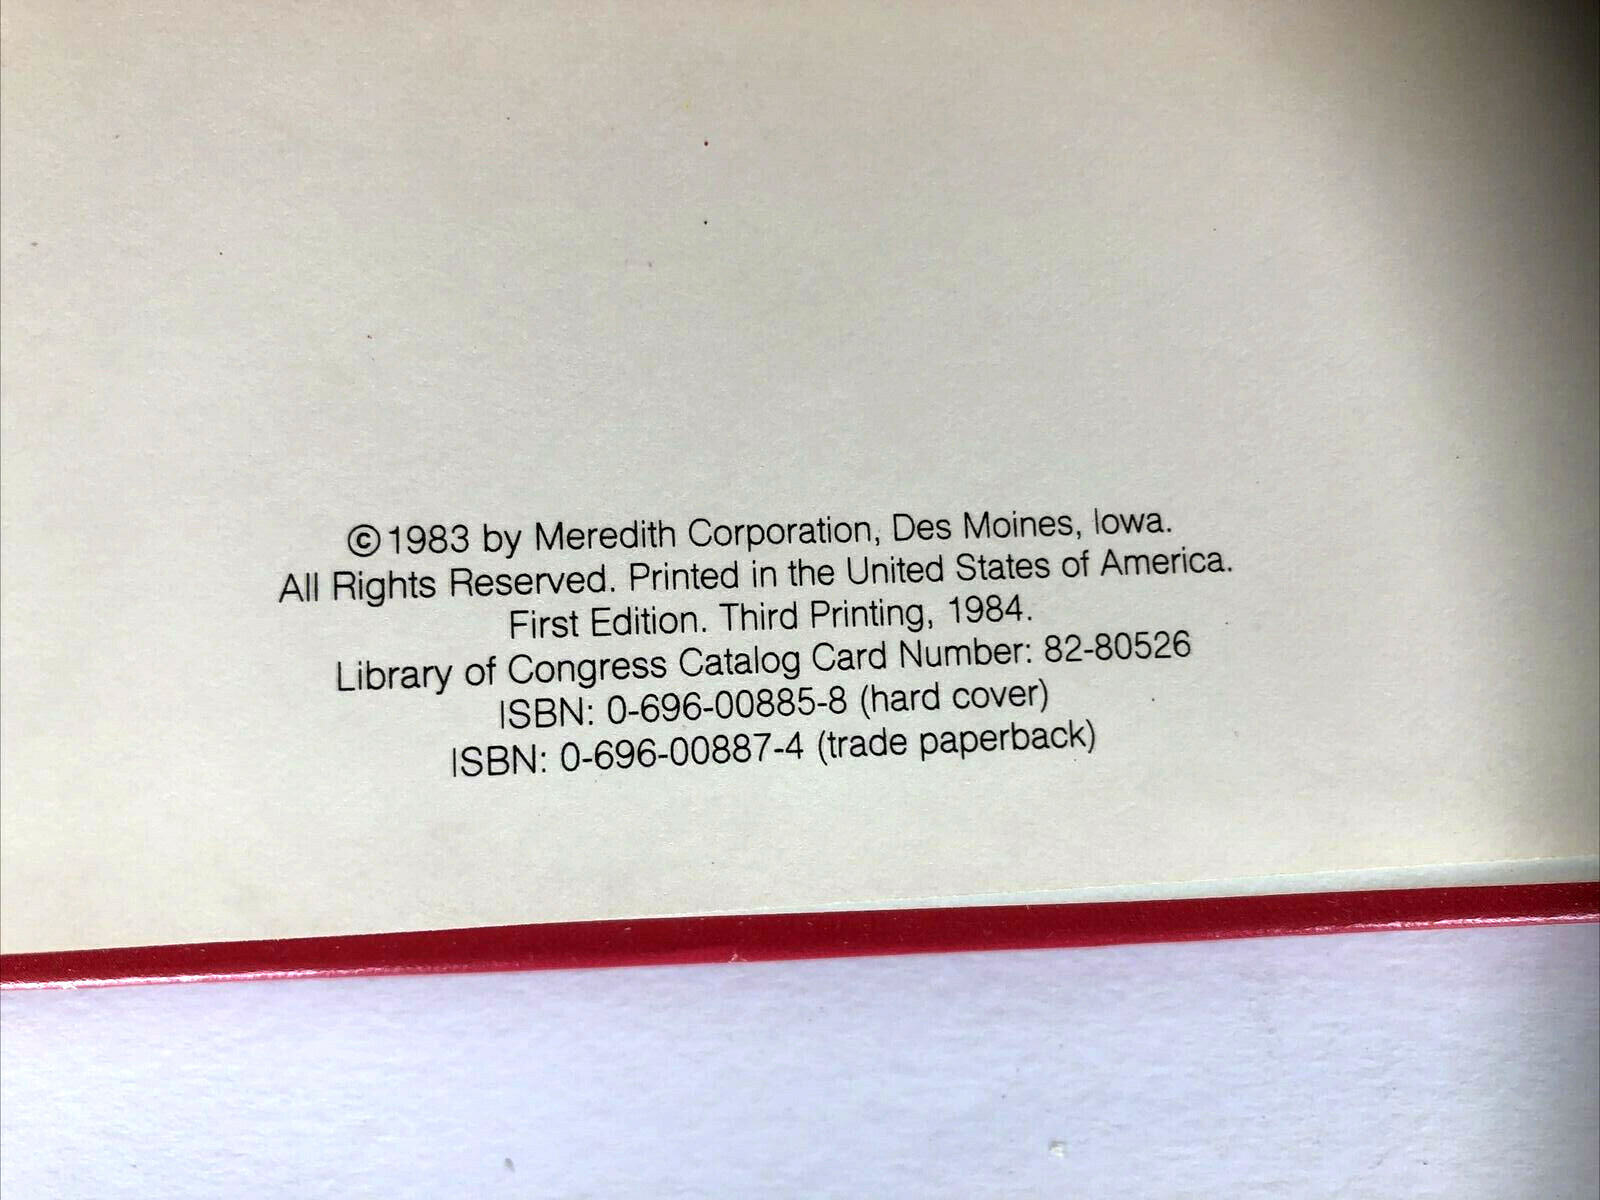 ©1983 by Meredith Corporation, Des Moines, Iowa.
All Rights Reserved. Printed in the United States of America.
First Edition. Third Printing, 1984.
Library of Congress Catalog Card Number: 82-80526
ISBN: 0-696-00885-8 (hard cover)
ISBN: 0-696-00887-4 (trade paperback)